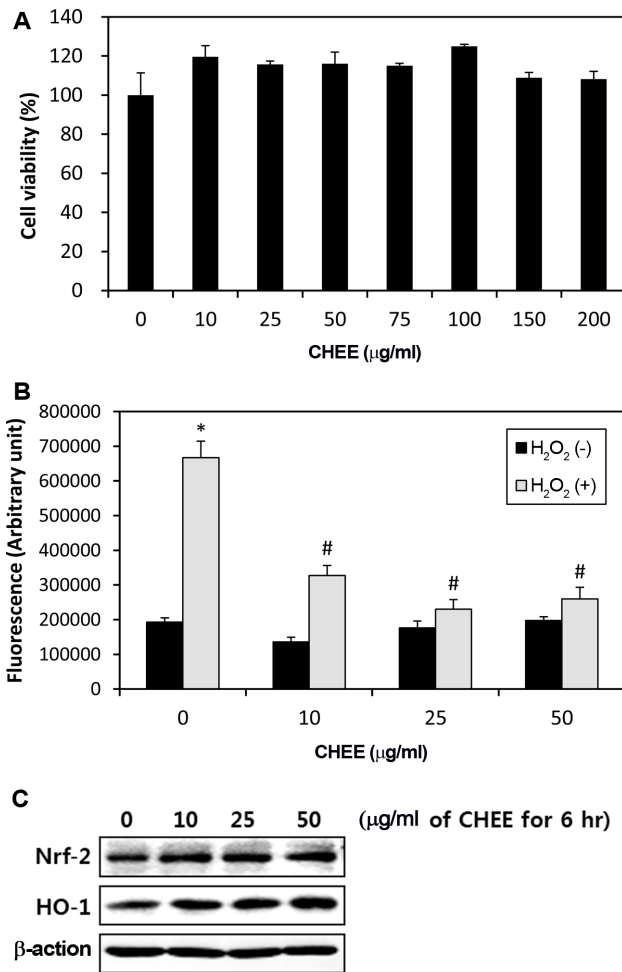 A
140
120
100
80
60
40
20
0
Cell viability (%)
0 10 25 50 75 100 150 200
CHEE (μg/ml)
B
800000
700000
600000
500000
400000
300000
200000
100000
0
Fluorescence (Arbitrary unit)
*
#
#
#
H₂O₂ (-)
H₂O₂ (+)
0 10 25 50
CHEE (μg/ml)
C
0 10 25 50 (μg/ml of CHEE for 6 hr)
Nrf-2
HO-1
β-action